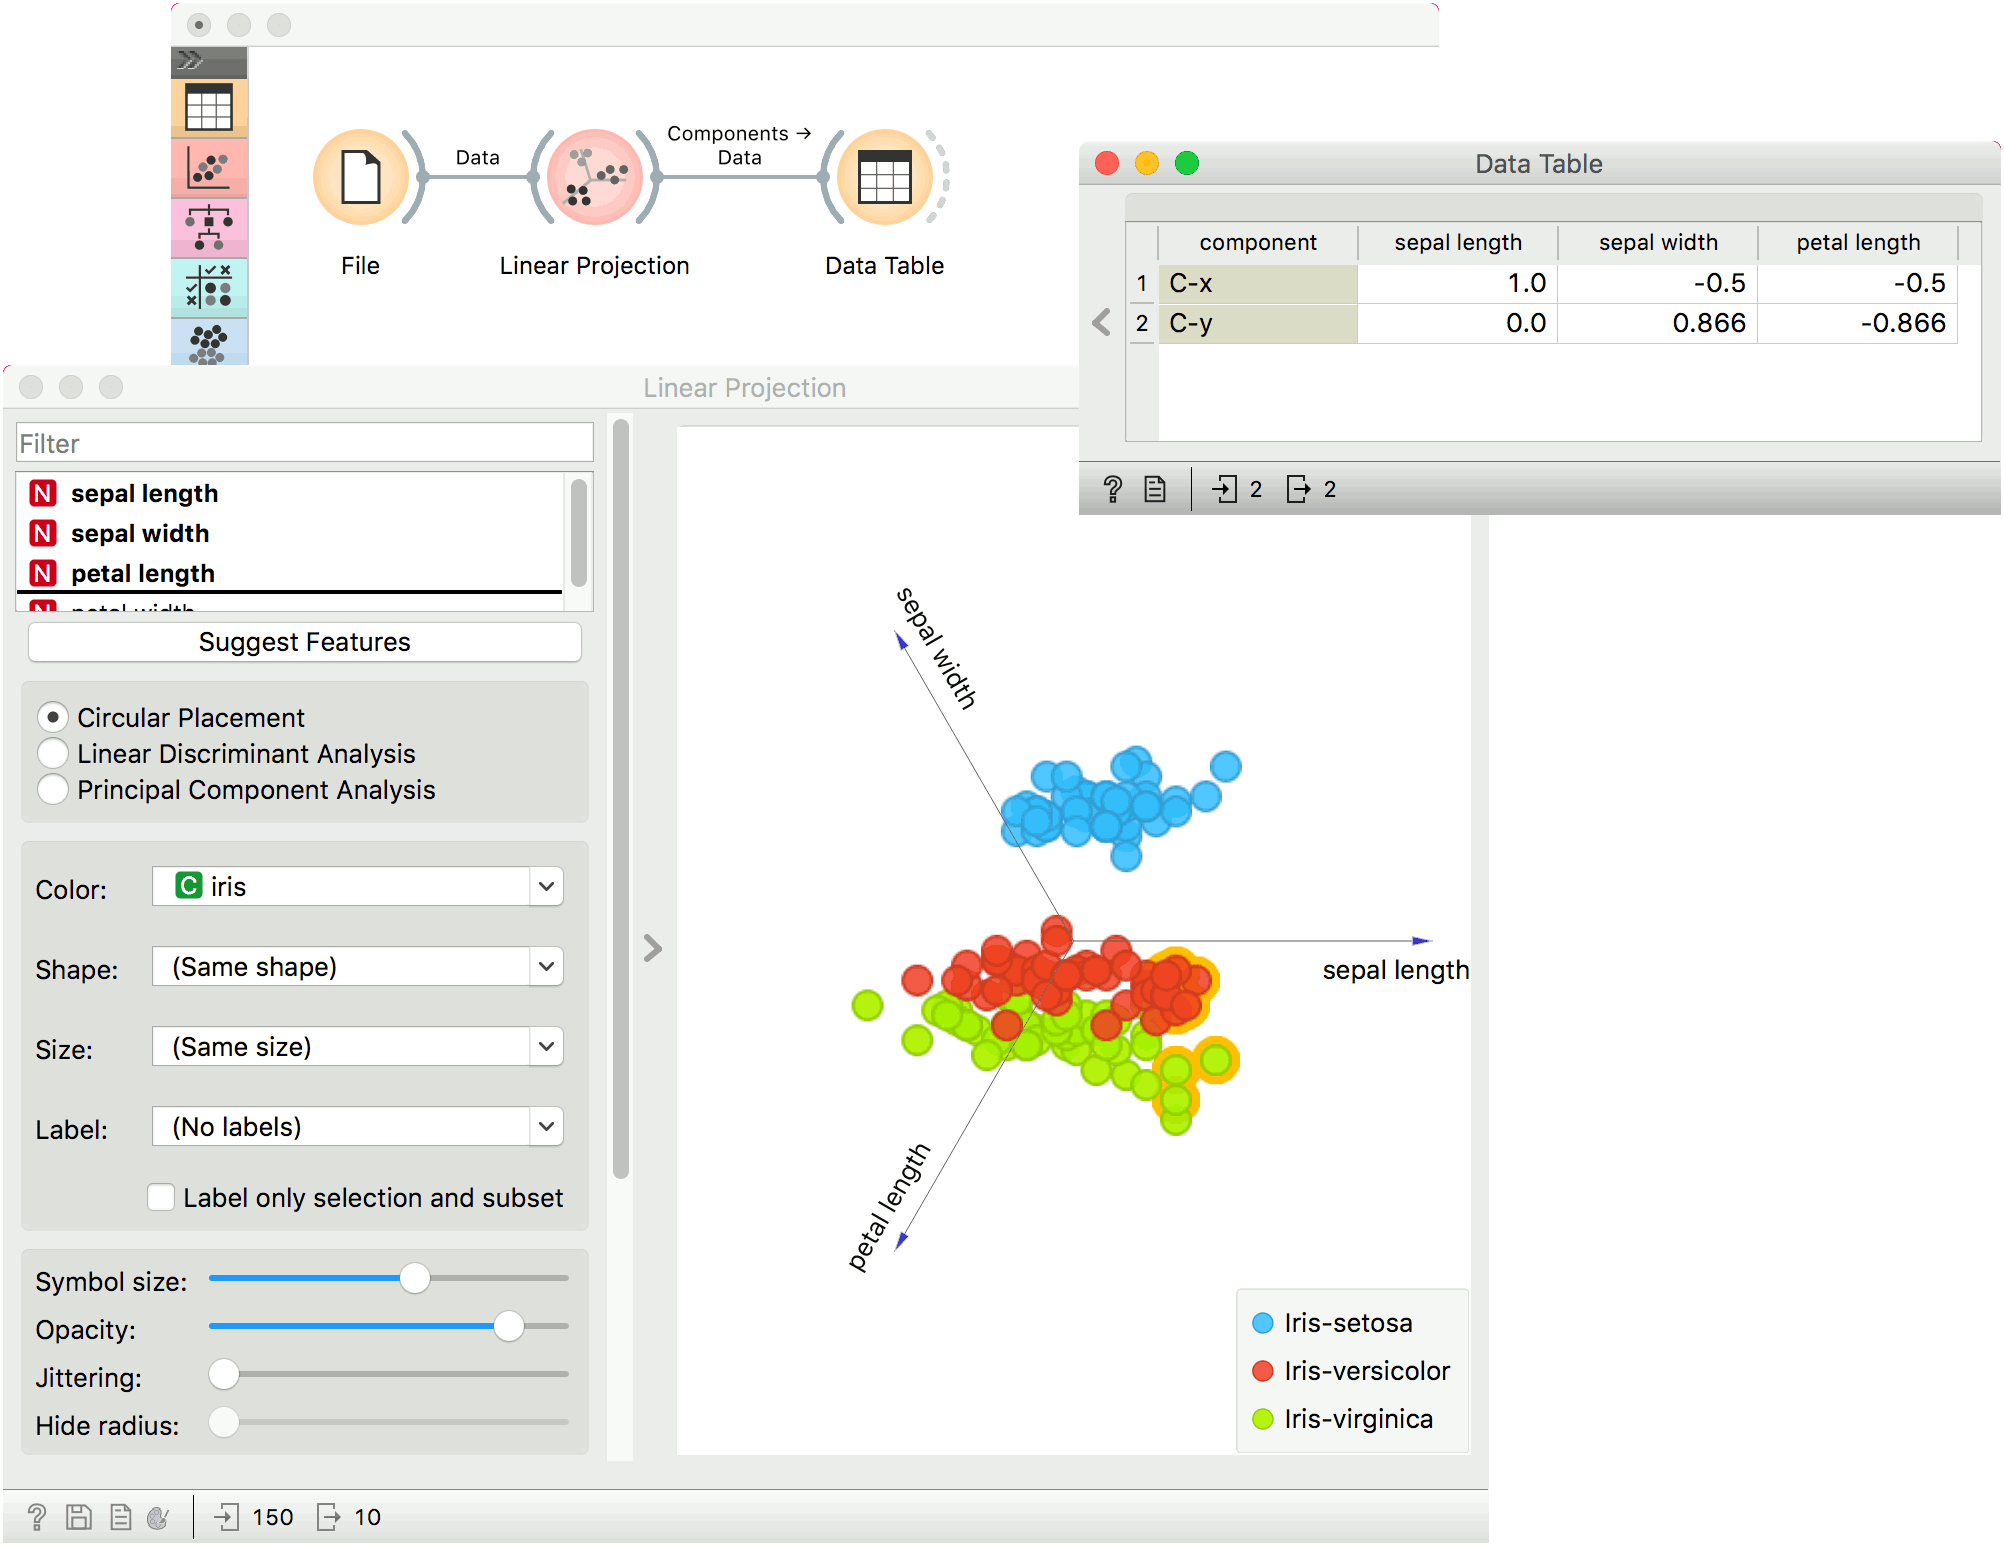 Data
Components →
Data
File
Linear Projection
Data Table
Data Table
component sepal length sepal width petal length
1 C-x 1.0 -0.5 -0.5
2 C-y 0.0 0.866 -0.866
? 2 2
Linear Projection
Filter
N sepal length
N sepal width
N petal length
N petal width
Suggest Features
Circular Placement
Linear Discriminant Analysis
Principal Component Analysis
Color: C iris
Shape: (Same shape)
Size: (Same size)
Label: (No labels)
Label only selection and subset
Symbol size:
Opacity:
Jittering:
Hide radius:
sepal width
sepal length
petal length
Iris-setosa
Iris-versicolor
Iris-virginica
? 150 10